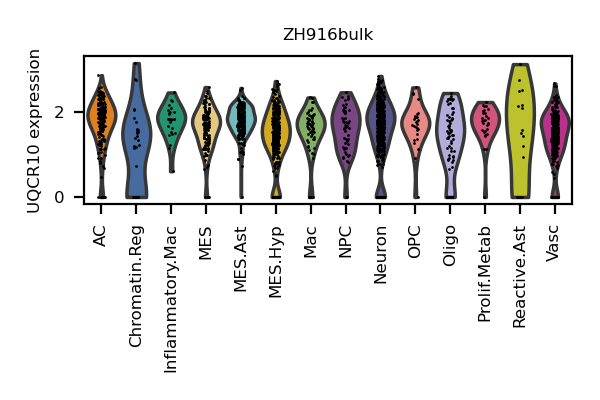 ZH916bulk
UQCR10 expression
2
0
AC
Chromatin.Reg
Inflammatory.Mac
MES
MES.Ast
MES.Hyp
Mac
NPC
Neuron
OPC
Oligo
Prolif.Metab
Reactive.Ast
Vasc